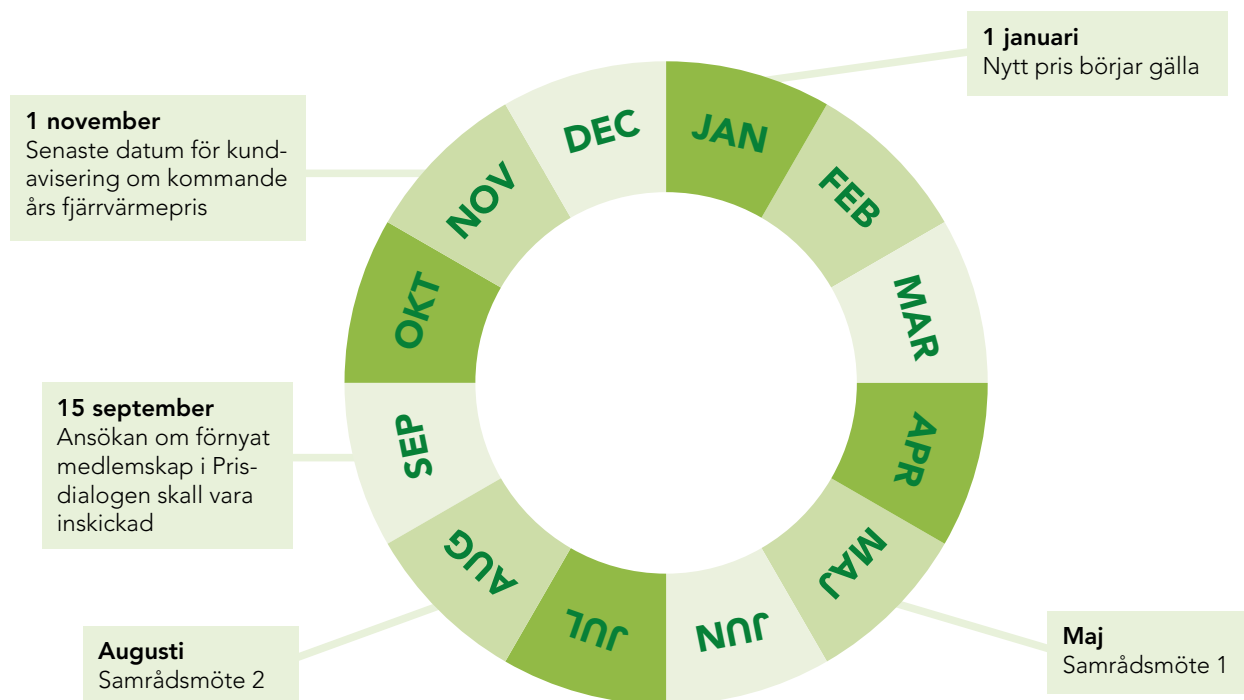 1 januari
Nytt pris börjar gälla
1 november
Senaste datum för kund-
avisering om kommande
års fjärrvärmepris
15 september
Ansökan om förnyat
medlemskap i Pris-
dialogen skall vara
inskickad
Augusti
Samrådsmöte 2
Maj
Samrådsmöte 1
JAN
FEB
MAR
APR
MAJ
JUN
JUL
AUG
SEP
OKT
NOV
DEC